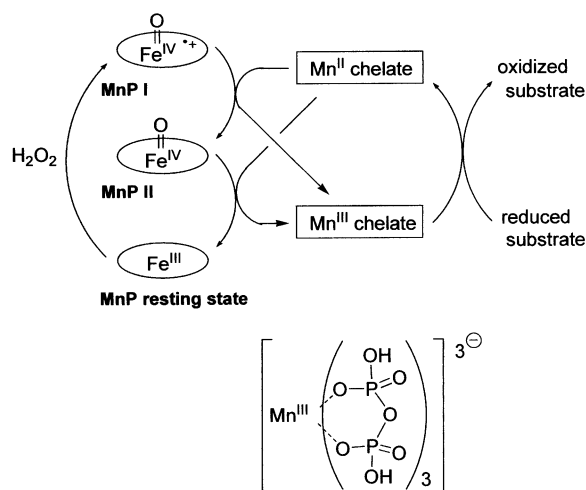 O
Fe^IV •+
MnP I
Mn^II chelate
oxidized
substrate
O
Fe^IV
H₂O₂
MnP II
Mn^III chelate
reduced
substrate
Fe^III
MnP resting state
3⊖
OH
O P O
Mn^III O
O P O
OH
3